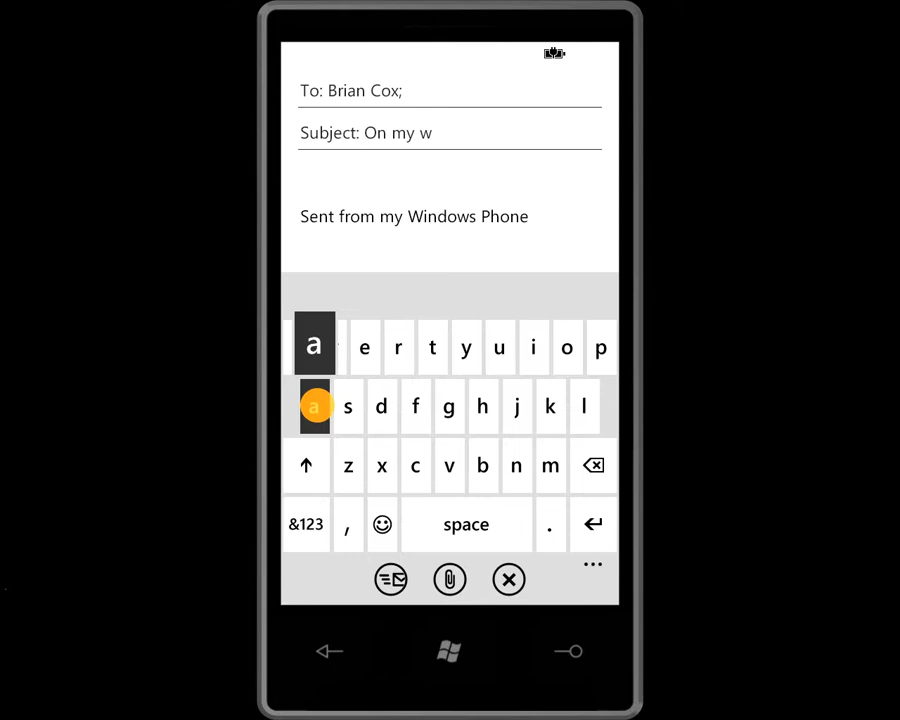 To: Brian Cox;
Subject: On my w
Sent from my Windows Phone
a
e r t y u i o p
a s d f g h j k l
z x c v b n m
&123 , space .